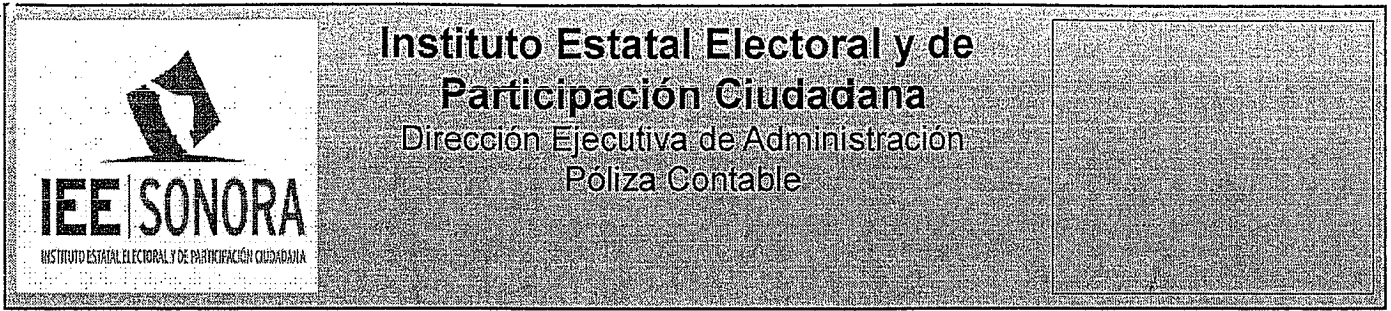 Instituto Estatal Electoral y de
Participación Ciudadana
Dirección Ejecutiva de Administración
Póliza Contable
IEE|SONORA
INSTITUTO ESTATAL ELECTORAL Y DE PARTICIPACIÓN CIUDADANA